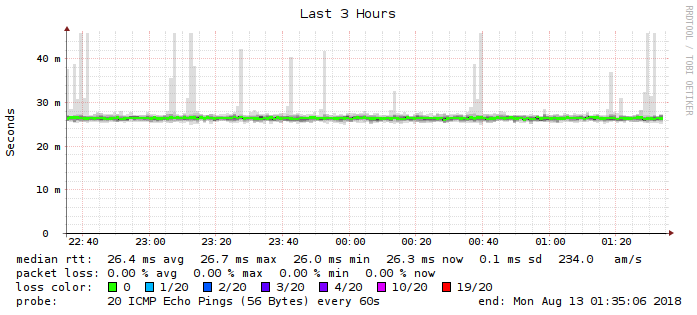 Last 3 Hours
RRDTOOL / TOBI OETIKER
Seconds
40 m
30 m
20 m
10 m
0
22:40 23:00 23:20 23:40 00:00 00:20 00:40 01:00 01:20
median rtt: 26.4 ms avg 26.7 ms max 26.0 ms min 26.3 ms now 0.1 ms sd 234.0 am/s
packet loss: 0.00 % avg 0.00 % max 0.00 % min 0.00 % now
loss color: 0 1/20 2/20 3/20 4/20 10/20 19/20
probe: 20 ICMP Echo Pings (56 Bytes) every 60s end: Mon Aug 13 01:35:06 2018